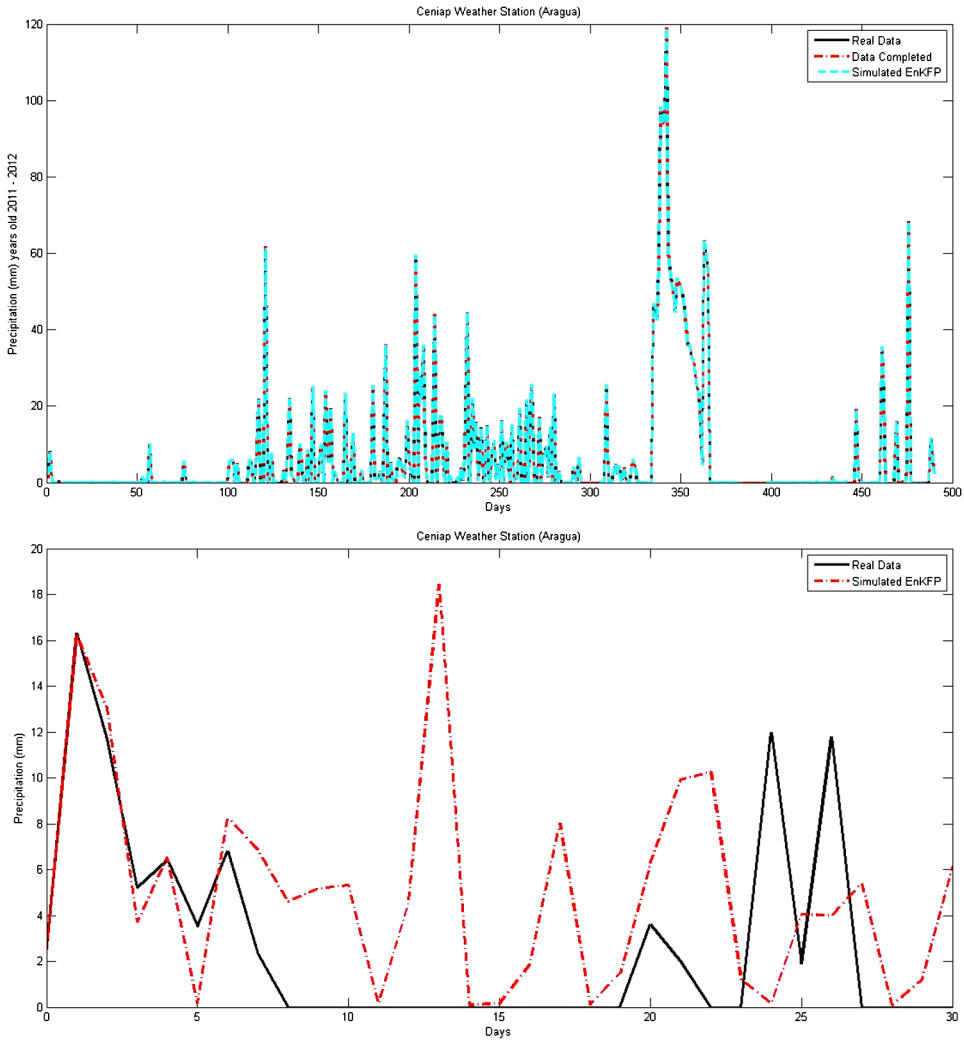 Ceniap Weather Station (Aragua)
Real Data
Data Completed
Simulated EnKFP
120
100
80
60
40
20
0
Precipitation (mm) years old 2011 - 2012
0 50 100 150 200 250 300 350 400 450 500
Days
Ceniap Weather Station (Aragua)
Real Data
Simulated EnKFP
20
18
16
14
12
10
8
6
4
2
0
Precipitation (mm)
0 5 10 15 20 25 30
Days